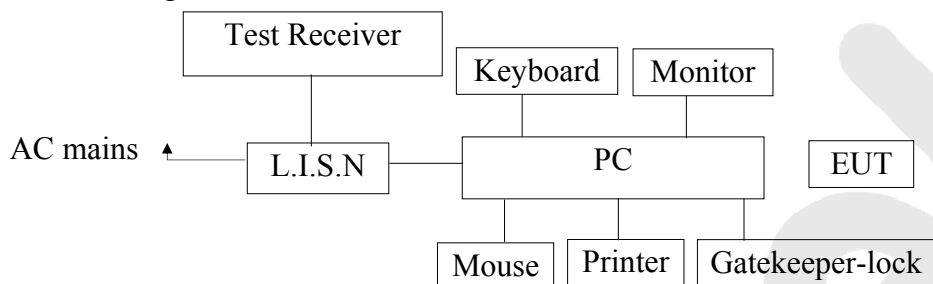 Test Receiver
Keyboard
Monitor
AC mains
L.I.S.N
PC
EUT
Mouse
Printer
Gatekeeper-lock